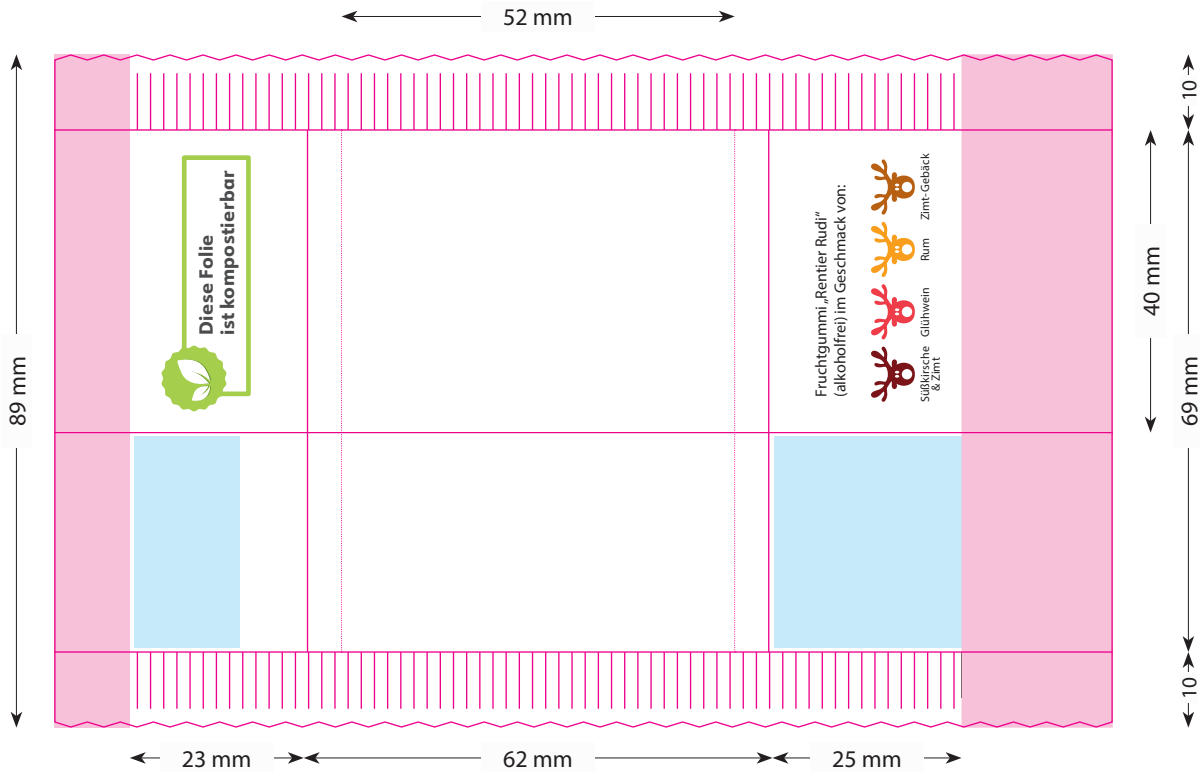 52 mm
10
Diese Folie
ist kompostierbar
Fruchtgummi „Rentier Rudi“
(alkoholfrei) im Geschmack von:
Süßkirsche
& Zimt
Glühwein
Rum
Zimt-Gebäck
40 mm
89 mm
69 mm
10
23 mm
62 mm
25 mm